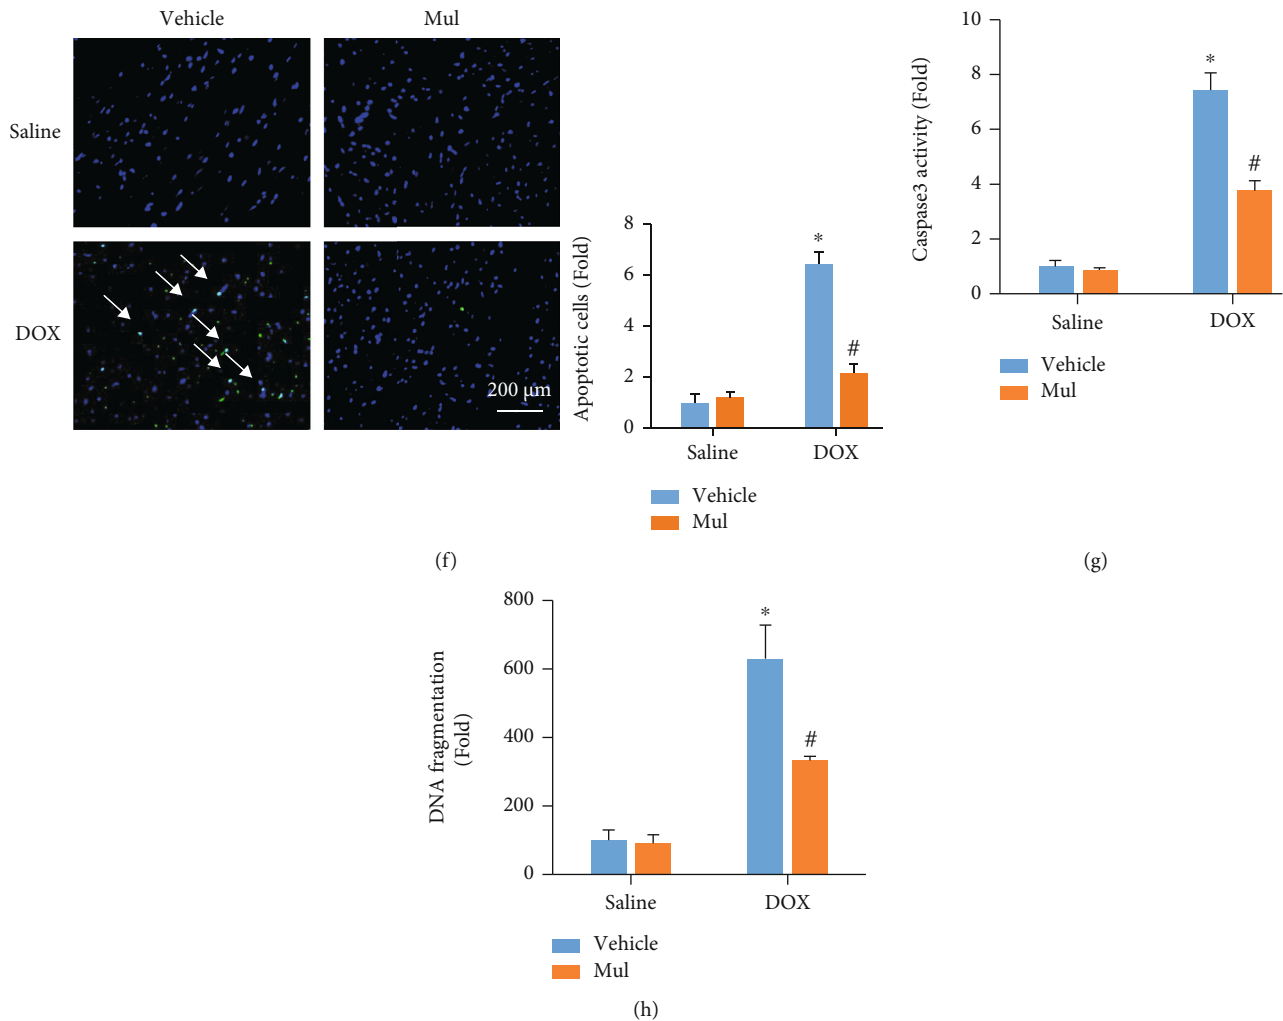 Vehicle
Mul
Saline
DOX
200 µm
Apoptotic cells (Fold)
8
6
4
2
0
*
#
Saline
DOX
Vehicle
Mul
(f)
Caspase3 activity (Fold)
10
8
6
4
2
0
*
#
Saline
DOX
Vehicle
Mul
(g)
DNA fragmentation
(Fold)
800
600
400
200
0
*
#
Saline
DOX
Vehicle
Mul
(h)